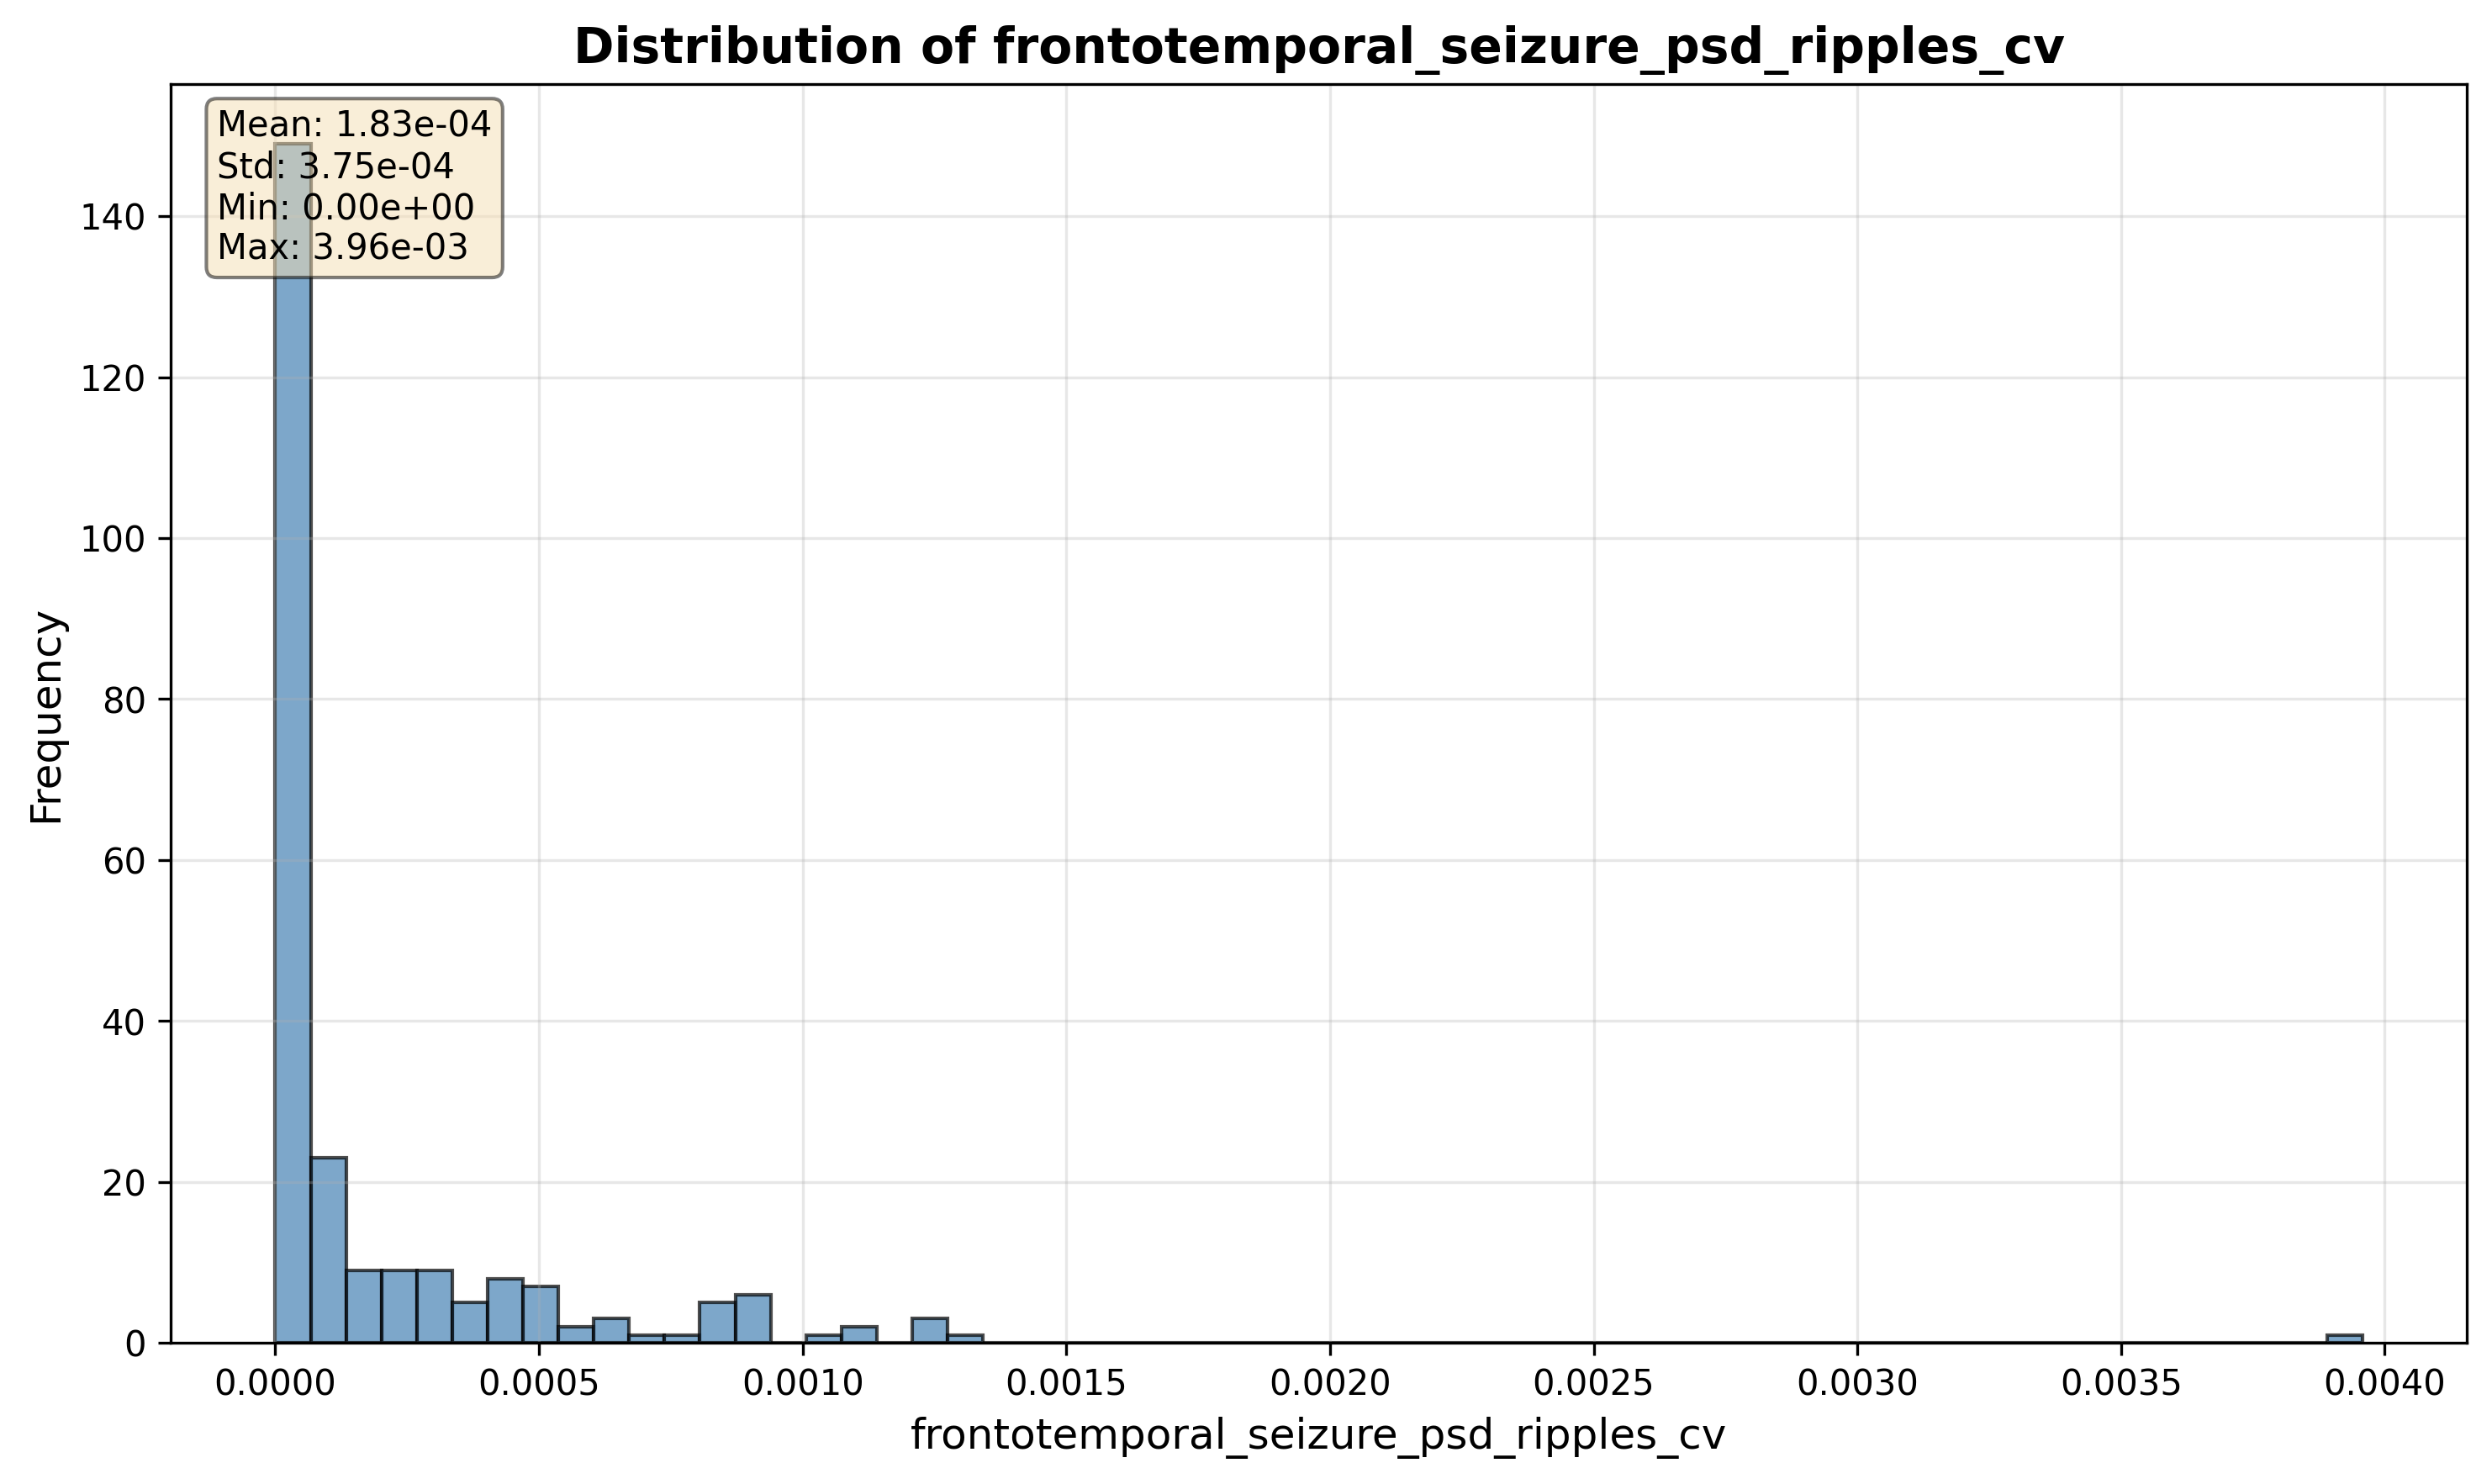 Distribution of frontotemporal_seizure_psd_ripples_cv
Mean: 1.83e-04
Std: 3.75e-04
Min: 0.00e+00
Max: 3.96e-03
140
120
100
80
60
40
20
0
Frequency
0.0000 0.0005 0.0010 0.0015 0.0020 0.0025 0.0030 0.0035 0.0040
frontotemporal_seizure_psd_ripples_cv